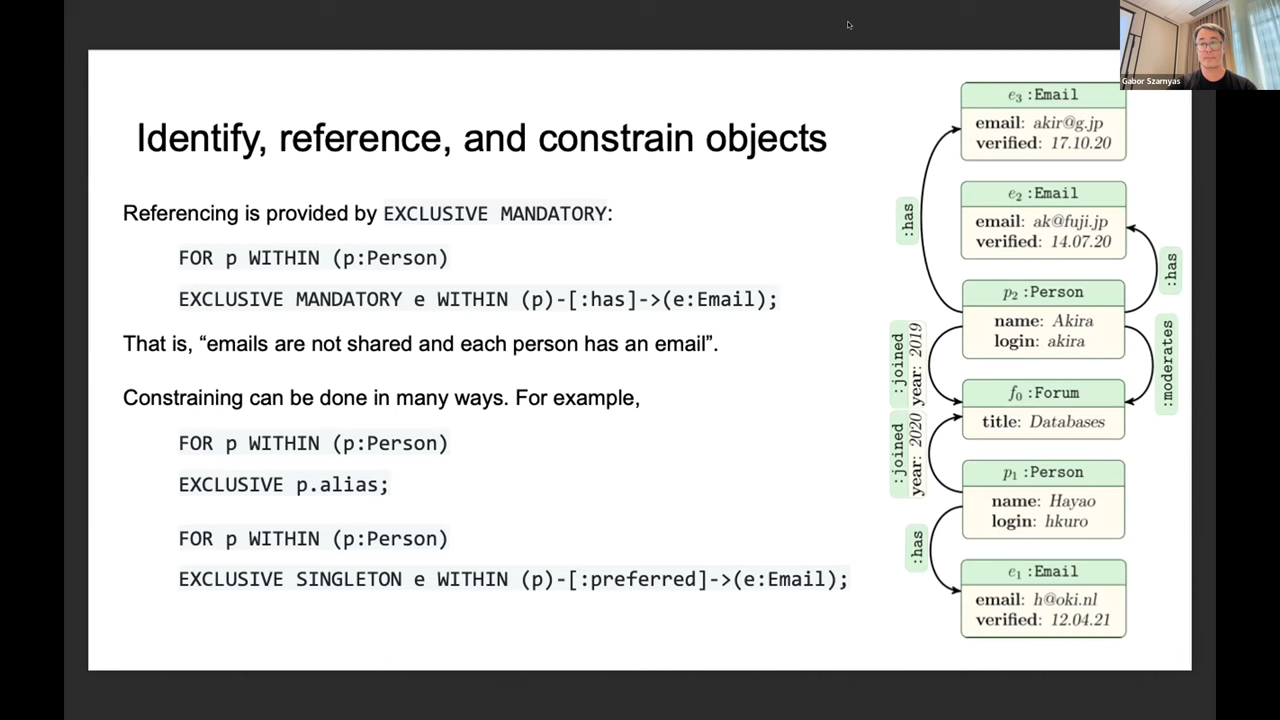 Gabor Szarnyas
Identify, reference, and constrain objects
Referencing is provided by EXCLUSIVE MANDATORY:
FOR p WITHIN (p:Person)
EXCLUSIVE MANDATORY e WITHIN (p)-[:has]->(e:Email);
That is, “emails are not shared and each person has an email”.
Constraining can be done in many ways. For example,
FOR p WITHIN (p:Person)
EXCLUSIVE p.alias;
FOR p WITHIN (p:Person)
EXCLUSIVE SINGLETON e WITHIN (p)-[:preferred]->(e:Email);
e₃ :Email
email: akir@g.jp
verified: 17.10.20
:has
e₂ :Email
email: ak@fuji.jp
verified: 14.07.20
:has
p₂ :Person
name: Akira
login: akira
:joined
year: 2019
:moderates
f₀ :Forum
title: Databases
:joined
year: 2020
p₁ :Person
name: Hayao
login: hkuro
:has
e₁ :Email
email: h@oki.nl
verified: 12.04.21